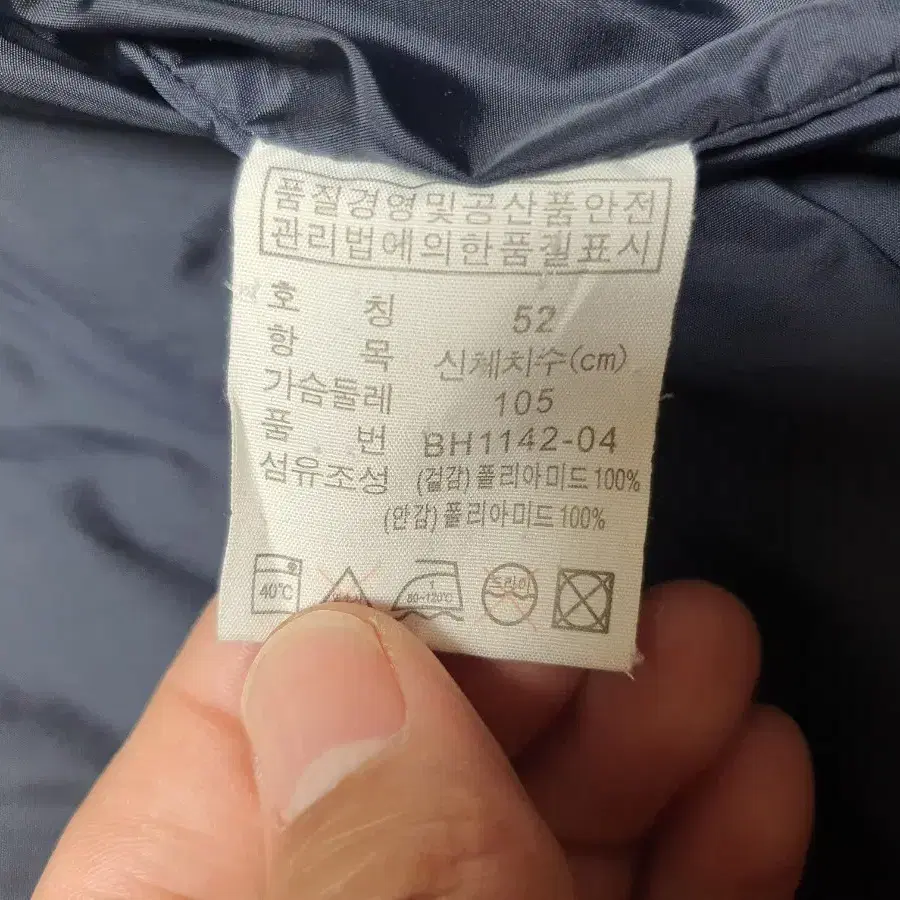 품질경영및공산품안전
관리법에의한품질표시
호 칭 52
항 목 신체치수(cm)
가슴둘레 105
품 번 BH1142-04
섬유조성 (겉감)폴리아미드100%
(안감)폴리아미드100%
40℃ 1 80~120℃ 드라이